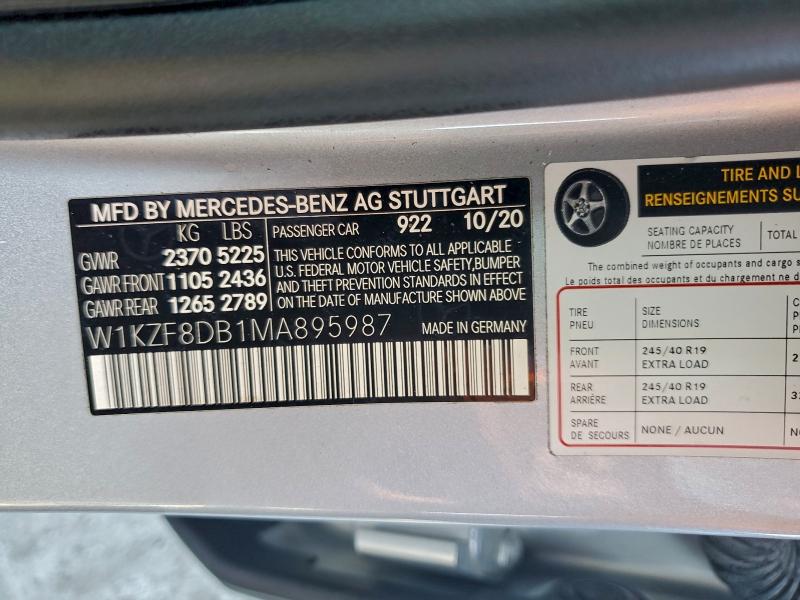 MFD BY MERCEDES-BENZ AG STUTTGART
KG LBS
PASSENGER CAR 922 10/20
GVWR 2370 5225
GAWR FRONT 1105 2436
GAWR REAR 1265 2789
THIS VEHICLE CONFORMS TO ALL APPLICABLE
U.S. FEDERAL MOTOR VEHICLE SAFETY, BUMPER
AND THEFT PREVENTION STANDARDS IN EFFECT
ON THE DATE OF MANUFACTURE SHOWN ABOVE
W1KZF8DB1MA895987 MADE IN GERMANY
TIRE AND
RENSEIGNEMENTS
SEATING CAPACITY
NOMBRE DE PLACES
TOTAL
The combined weight of occupants and cargo
Le poids total des occupants et du chargement ne
TIRE
PNEU
SIZE
DIMENSIONS
FRONT
AVANT
245/40 R19
EXTRA LOAD
REAR
ARRIÈRE
245/40 R19
EXTRA LOAD
SPARE
DE SECOURS
NONE / AUCUN